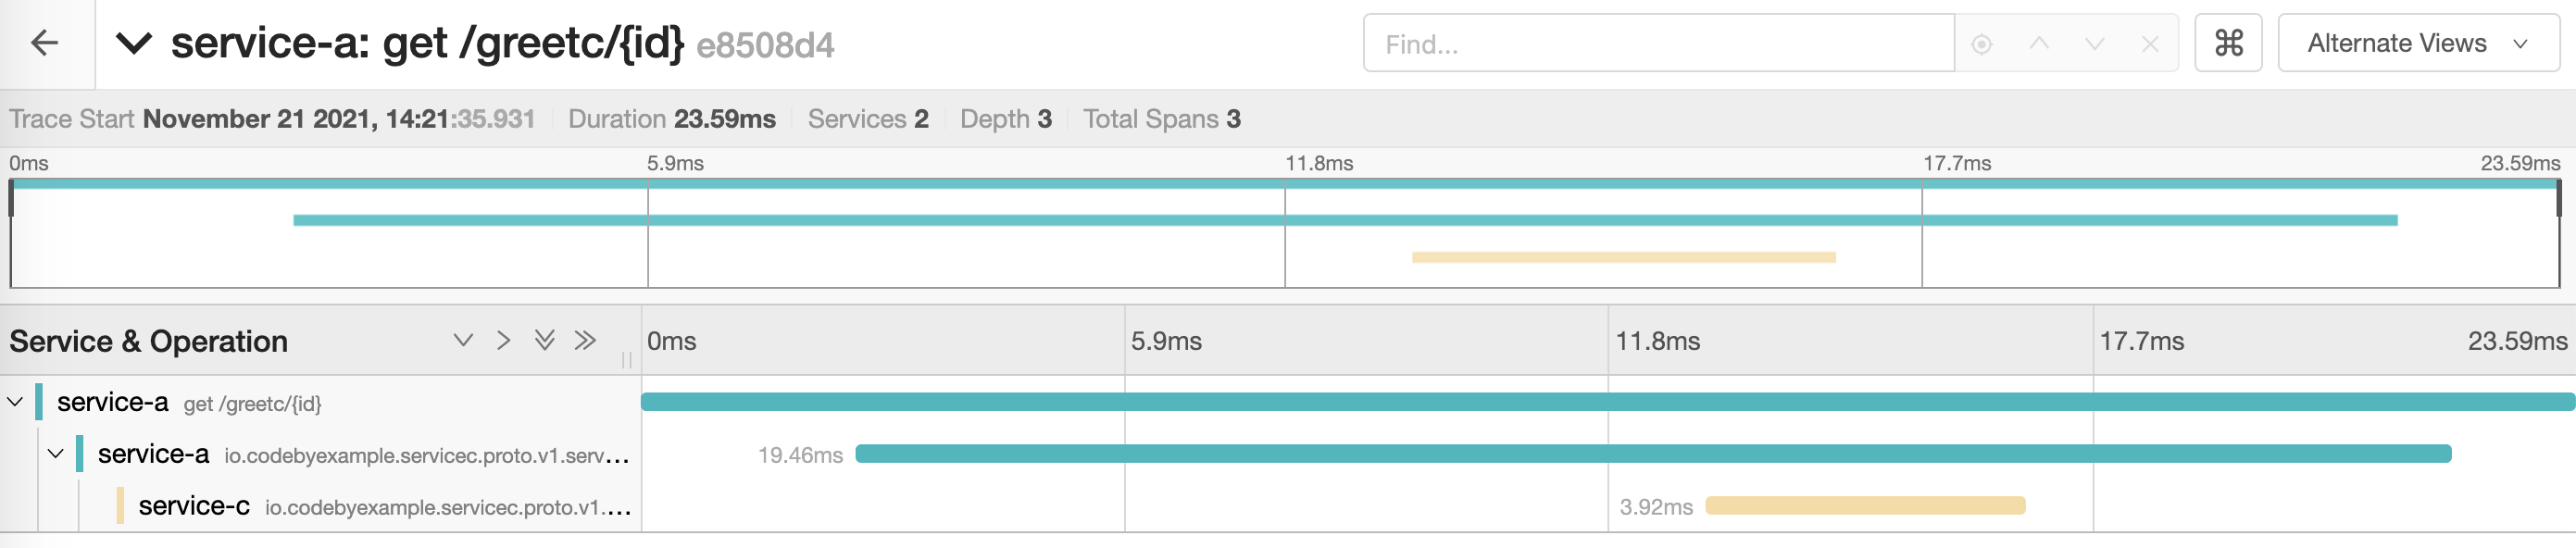 service-a: get /greetc/{id} e8508d4 Find... ⌘ Alternate Views
Trace Start November 21 2021, 14:21:35.931 Duration 23.59ms Services 2 Depth 3 Total Spans 3
0ms 5.9ms 11.8ms 17.7ms 23.59ms
Service & Operation 0ms 5.9ms 11.8ms 17.7ms 23.59ms
service-a get /greetc/{id}
service-a io.codebyexample.servicec.proto.v1.serv... 19.46ms
service-c io.codebyexample.servicec.proto.v1.... 3.92ms